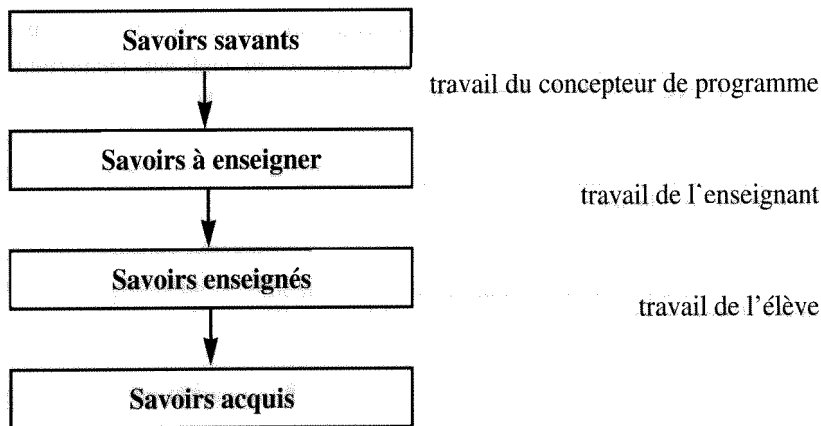 Savoirs savants
travail du concepteur de programme
Savoirs à enseigner
travail de l'enseignant
Savoirs enseignés
travail de l'élève
Savoirs acquis